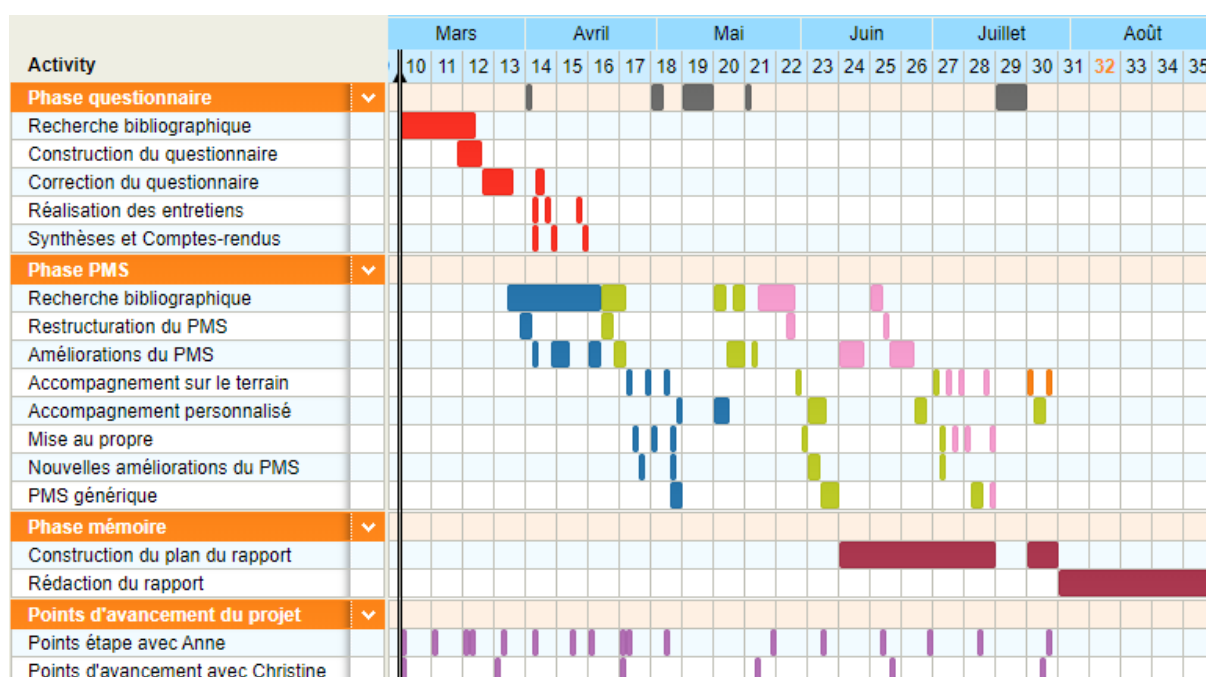 Mars Avril Mai Juin Juillet Août
Activity 10 11 12 13 14 15 16 17 18 19 20 21 22 23 24 25 26 27 28 29 30 31 32 33 34 35
Phase questionnaire
Recherche bibliographique
Construction du questionnaire
Correction du questionnaire
Réalisation des entretiens
Synthèses et Comptes-rendus
Phase PMS
Recherche bibliographique
Restructuration du PMS
Améliorations du PMS
Accompagnement sur le terrain
Accompagnement personnalisé
Mise au propre
Nouvelles améliorations du PMS
PMS générique
Phase mémoire
Construction du plan du rapport
Rédaction du rapport
Points d'avancement du projet
Points étape avec Anne
Points d'avancement avec Christine